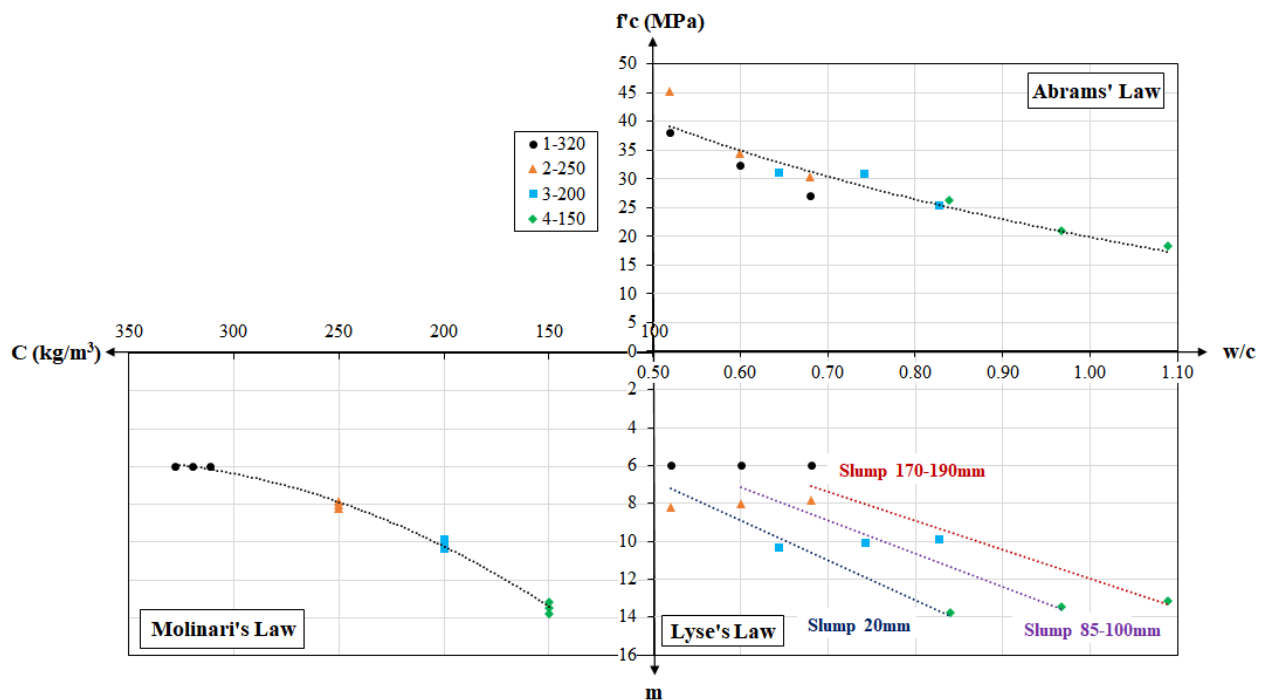 f'c (MPa)
50
45
40
35
30
25
20
15
10
5
0
Abrams' Law
1-320
2-250
3-200
4-150
350 300 250 200 150 100
C (kg/m³)
w/c
0.50 0.60 0.70 0.80 0.90 1.00 1.10
2
4
6
8
10
12
14
16
Slump 170-190mm
Slump 20mm
Slump 85-100mm
Molinari's Law
Lyse's Law
m